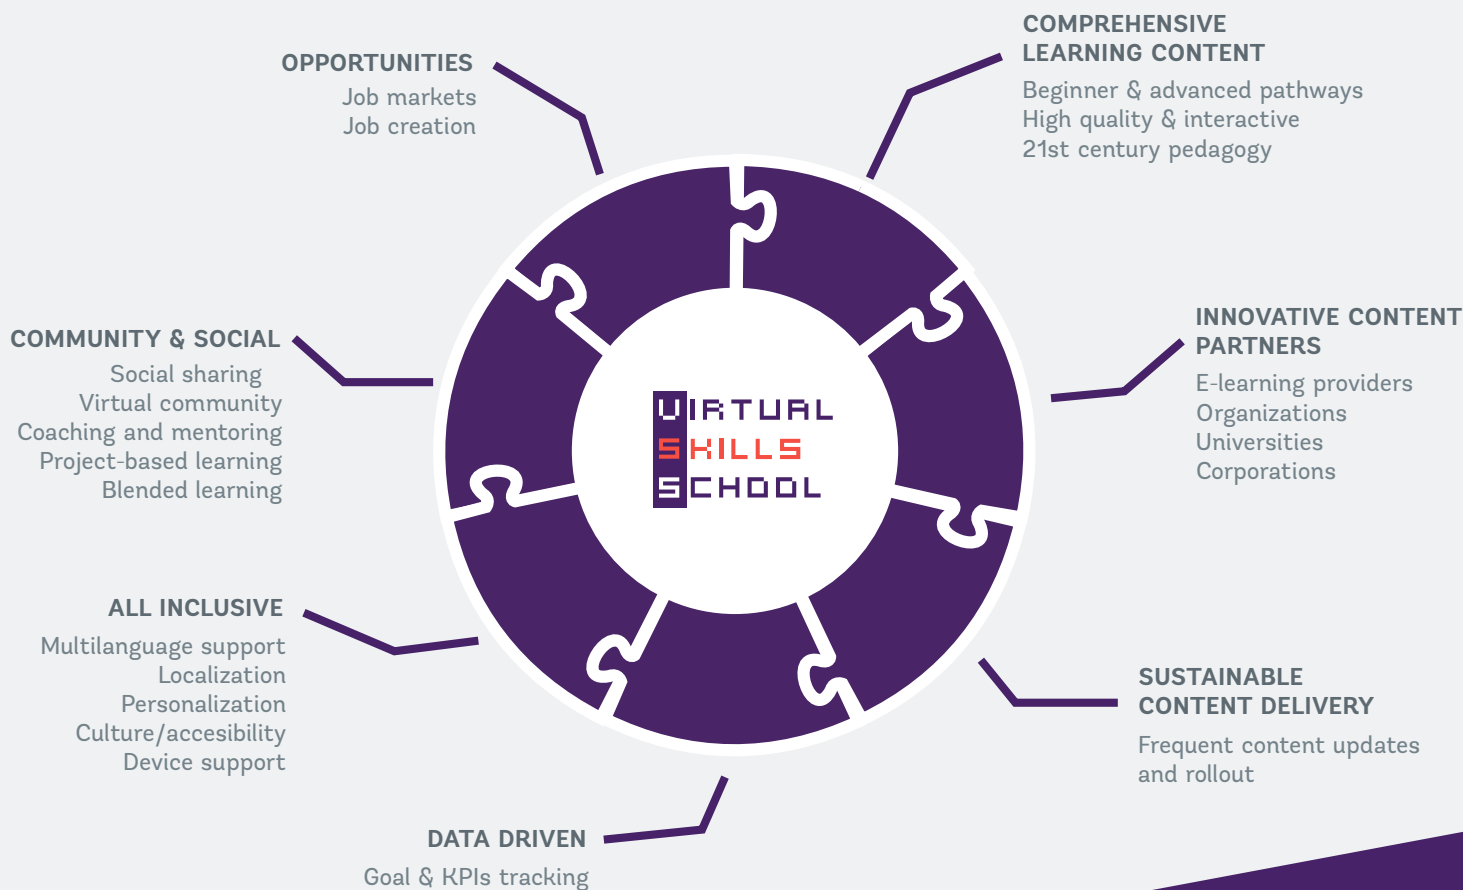 OPPORTUNITIES
Job markets
Job creation
COMPREHENSIVE
LEARNING CONTENT
Beginner & advanced pathways
High quality & interactive
21st century pedagogy
INNOVATIVE CONTENT
PARTNERS
E-learning providers
Organizations
Universities
Corporations
SUSTAINABLE
CONTENT DELIVERY
Frequent content updates
and rollout
DATA DRIVEN
Goal & KPIs tracking
ALL INCLUSIVE
Multilanguage support
Localization
Personalization
Culture/accesibility
Device support
COMMUNITY & SOCIAL
Social sharing
Virtual community
Coaching and mentoring
Project-based learning
Blended learning
VIRTUAL
SKILLS
SCHOOL